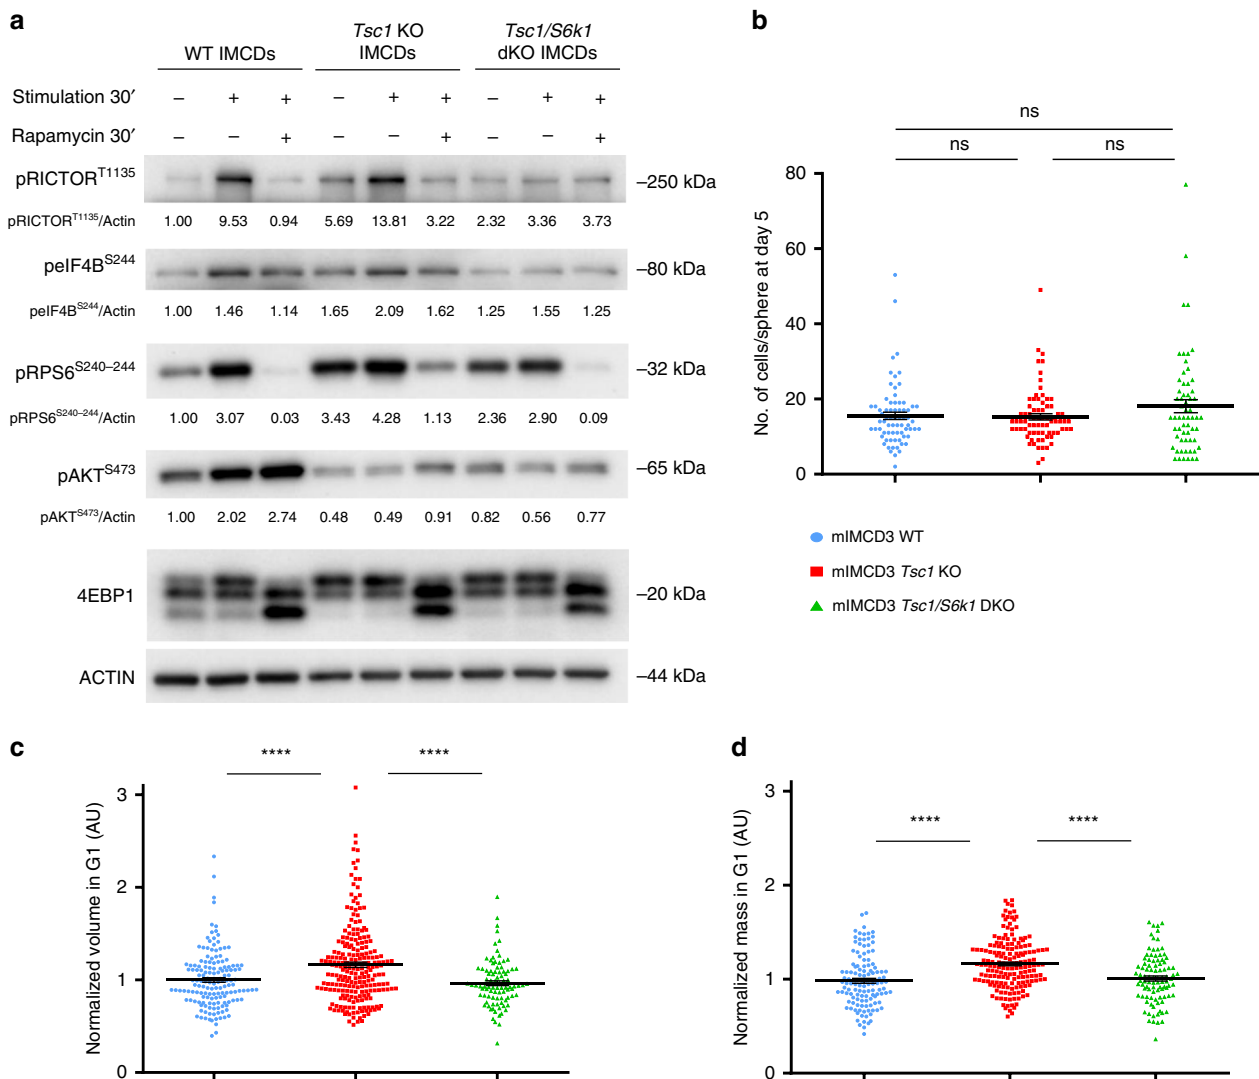 a
WT IMCDs
Tsc1 KO
IMCDs
Tsc1/S6k1
dKO IMCDs
Stimulation 30′ – + + – + + – + +
Rapamycin 30′ – – + – – + – – +
pRICTORT1135 –250 kDa
pRICTORT1135/Actin 1.00 9.53 0.94 5.69 13.81 3.22 2.32 3.36 3.73
peIF4BS244 –80 kDa
peIF4BS244/Actin 1.00 1.46 1.14 1.65 2.09 1.62 1.25 1.55 1.25
pRPS6S240–244 –32 kDa
pRPS6S240–244/Actin 1.00 3.07 0.03 3.43 4.28 1.13 2.36 2.90 0.09
pAKTS473 –65 kDa
pAKTS473/Actin 1.00 2.02 2.74 0.48 0.49 0.91 0.82 0.56 0.77
4EBP1 –20 kDa
ACTIN –44 kDa
b
ns
ns ns
No. of cells/sphere at day 5
80
60
40
20
0
mIMCD3 WT
mIMCD3 Tsc1 KO
mIMCD3 Tsc1/S6k1 DKO
c
**** ****
Normalized volume in G1 (AU)
3
2
1
0
d
**** ****
Normalized mass in G1 (AU)
3
2
1
0